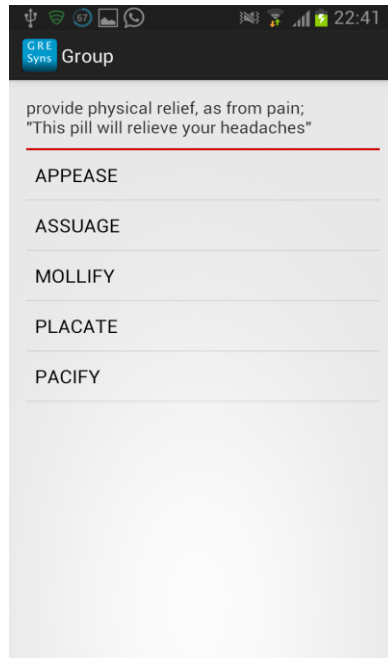 67
22:41
GRE
Syns
Group
provide physical relief, as from pain;
"This pill will relieve your headaches"
APPEASE
ASSUAGE
MOLLIFY
PLACATE
PACIFY